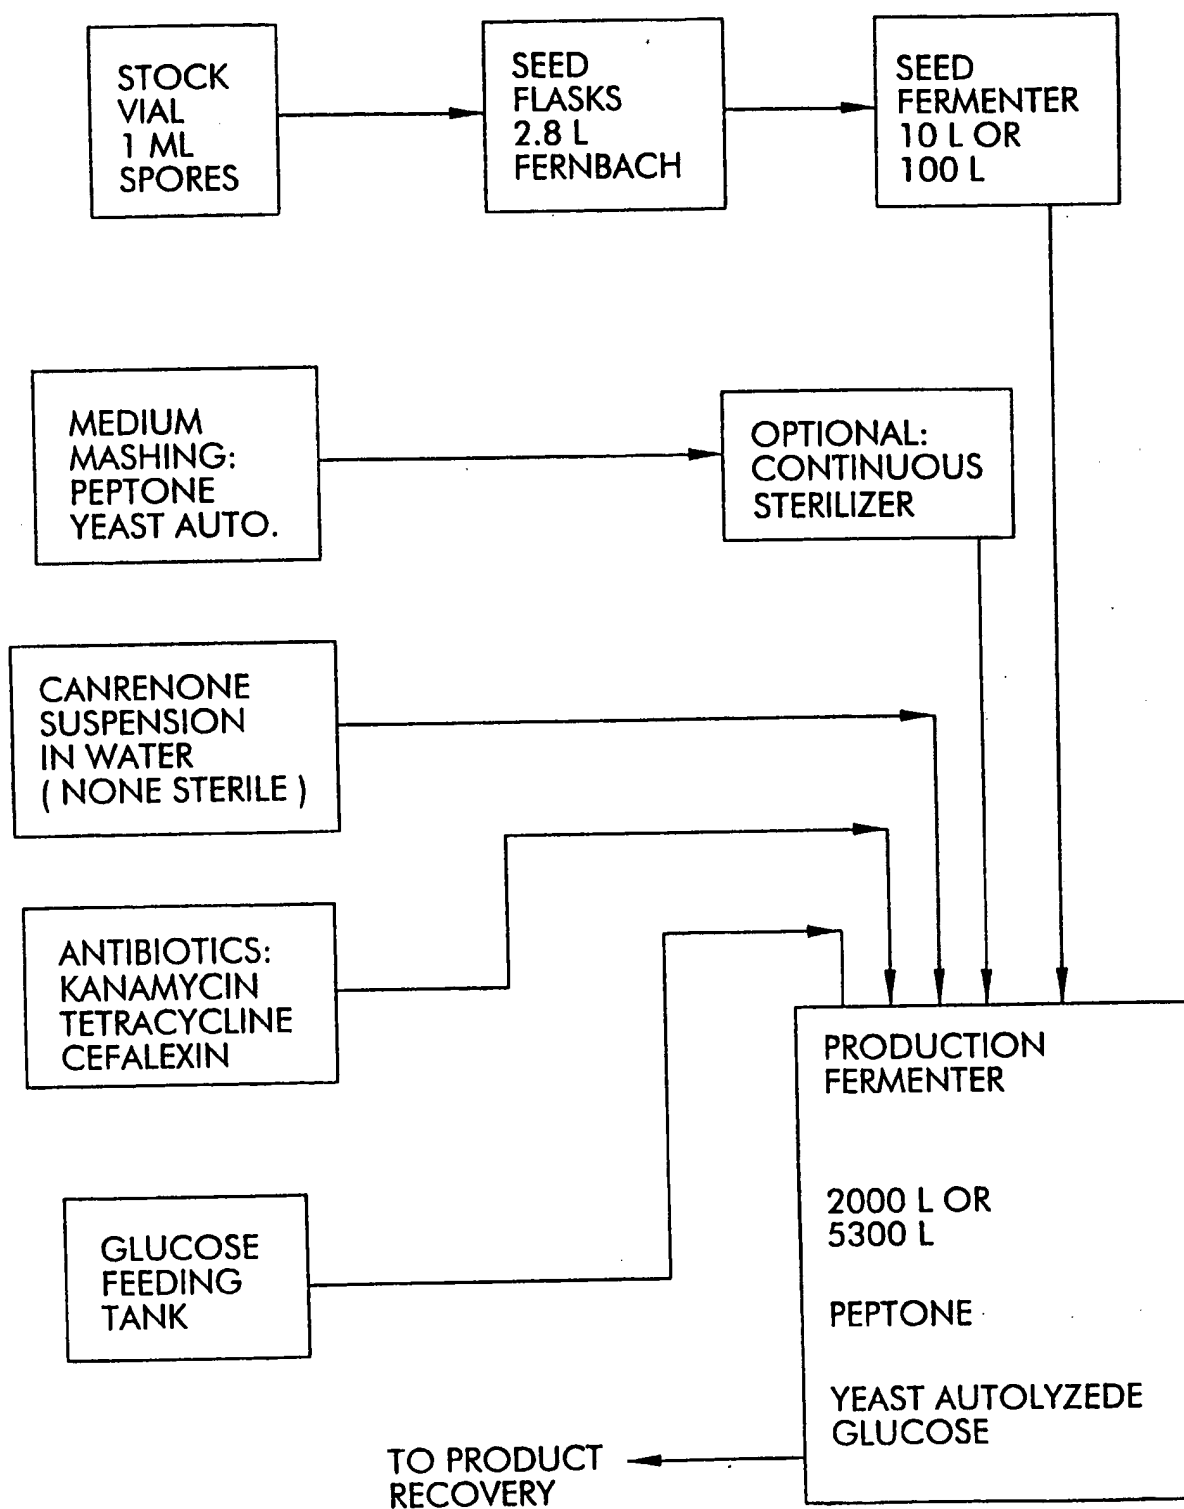 STOCK
VIAL
1 ML
SPORES
SEED
FLASKS
2.8 L
FERNBACH
SEED
FERMENTER
10 L OR
100 L
MEDIUM
MASHING:
PEPTONE
YEAST AUTO.
OPTIONAL:
CONTINUOUS
STERILIZER
CANRENONE
SUSPENSION
IN WATER
( NONE STERILE )
ANTIBIOTICS:
KANAMYCIN
TETRACYCLINE
CEFALEXIN
GLUCOSE
FEEDING
TANK
PRODUCTION
FERMENTER
2000 L OR
5300 L
PEPTONE
YEAST AUTOLYZEDE
GLUCOSE
TO PRODUCT
RECOVERY